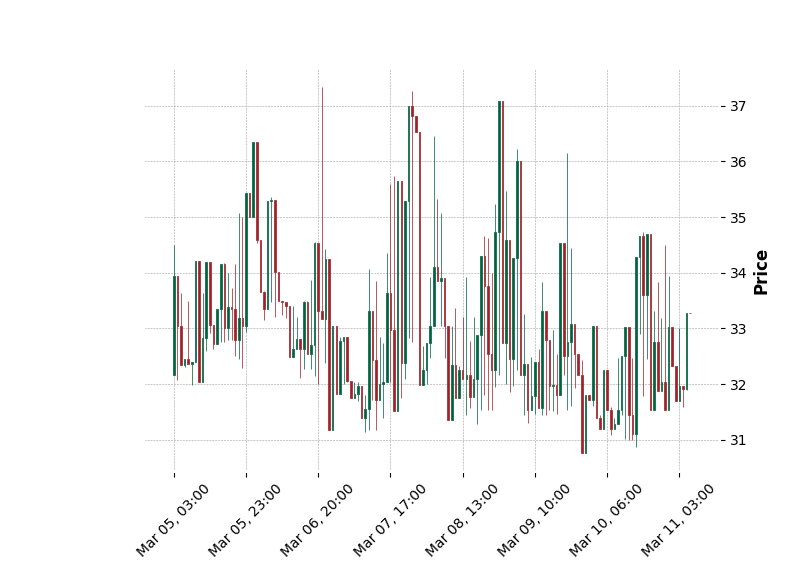 37
36
35
34
33
32
31
Price
Mar 05, 03:00
Mar 05, 23:00
Mar 06, 20:00
Mar 07, 17:00
Mar 08, 13:00
Mar 09, 10:00
Mar 10, 06:00
Mar 11, 03:00